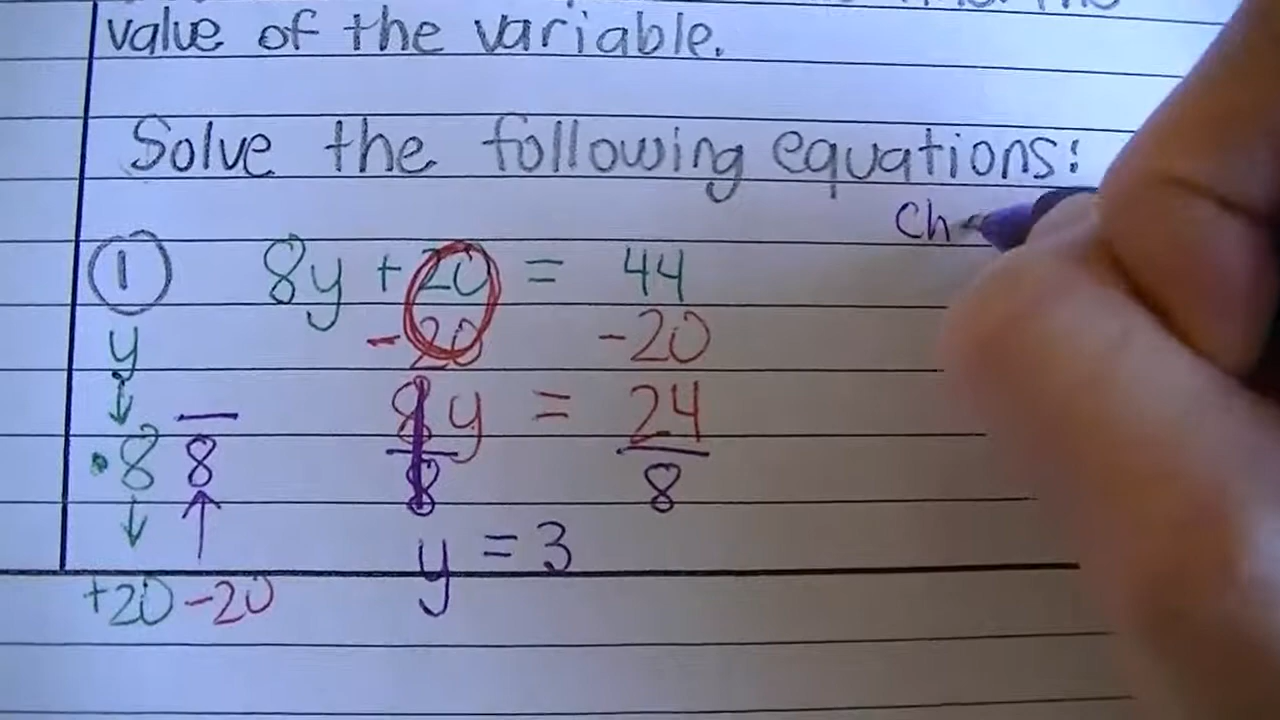 value of the variable.
Solve the following equations:
Ch
① 8y + 20 = 44
y - 20 - 20
↓ 8y = 24
• 8 8 8 8
↓ ↑ y = 3
+20 -20